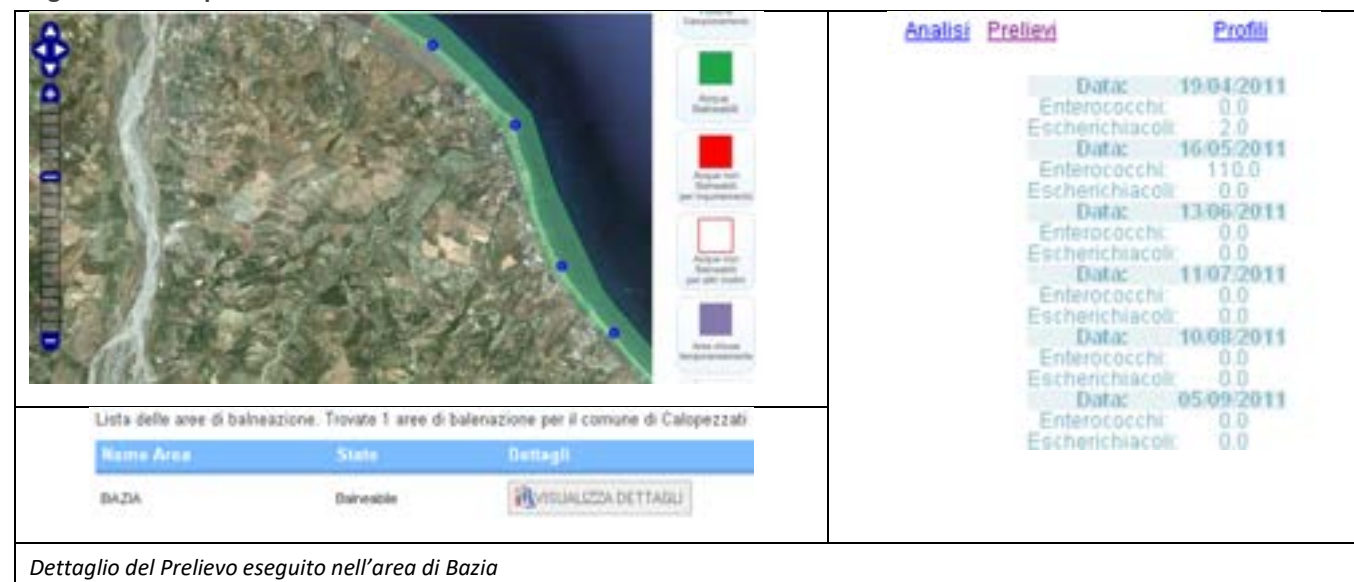 Acque
Balneabili
Acque non
Balneabili
per inquinamento
Acque non
Balneabili
per altri motivi
Area chiusa
temporaneamente
Lista delle aree di balneazione. Trovate 1 aree di balenazione per il comune di Calopezzati
Nome Area Stato Dettagli
BAZIA Balneabile VISUALIZZA DETTAGLI
Analisi Prelievi Profili
Data: 19/04/2011
Enterococchi: 0.0
Escherichiacoli: 2.0
Data: 16/05/2011
Enterococchi: 110.0
Escherichiacoli: 0.0
Data: 13/06/2011
Enterococchi: 0.0
Escherichiacoli: 0.0
Data: 11/07/2011
Enterococchi: 0.0
Escherichiacoli: 0.0
Data: 10/08/2011
Enterococchi: 0.0
Escherichiacoli: 0.0
Data: 05/09/2011
Enterococchi: 0.0
Escherichiacoli: 0.0
Dettaglio del Prelievo eseguito nell'area di Bazia